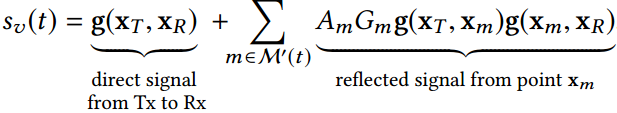 s_v(t) = g(x_T, x_R) + ∑_{m∈M′(t)} A_m G_m g(x_T, x_m)g(x_m, x_R)
direct signal reflected signal from point x_m
from Tx to Rx